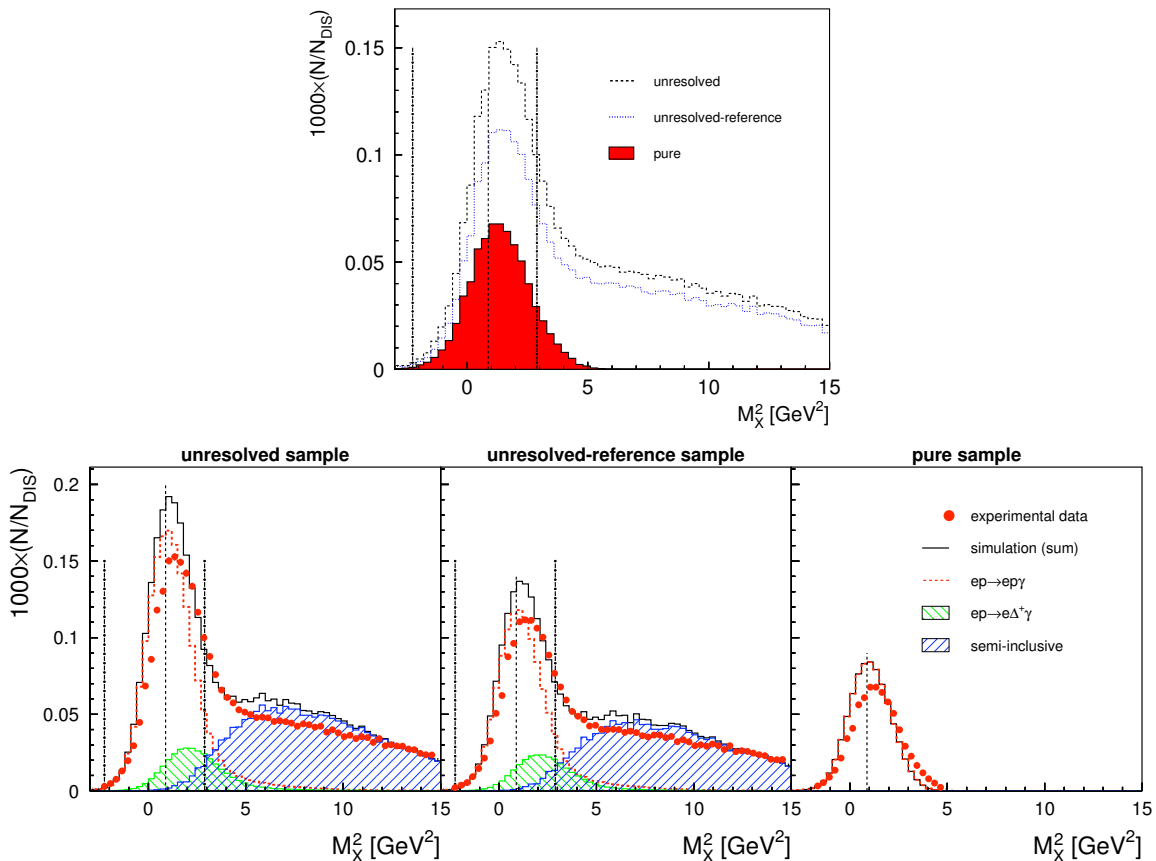 1000×(N/N_DIS)
0.15
0.1
0.05
0
unresolved
unresolved-reference
pure
0 5 10 15
M_X^2 [GeV^2]
unresolved sample unresolved-reference sample pure sample
1000×(N/N_DIS)
0.2
0.15
0.1
0.05
0
experimental data
simulation (sum)
ep→epγ
ep→eΔ⁺γ
semi-inclusive
0 5 10 15 0 5 10 15 0 5 10 15
M_X^2 [GeV^2] M_X^2 [GeV^2] M_X^2 [GeV^2]